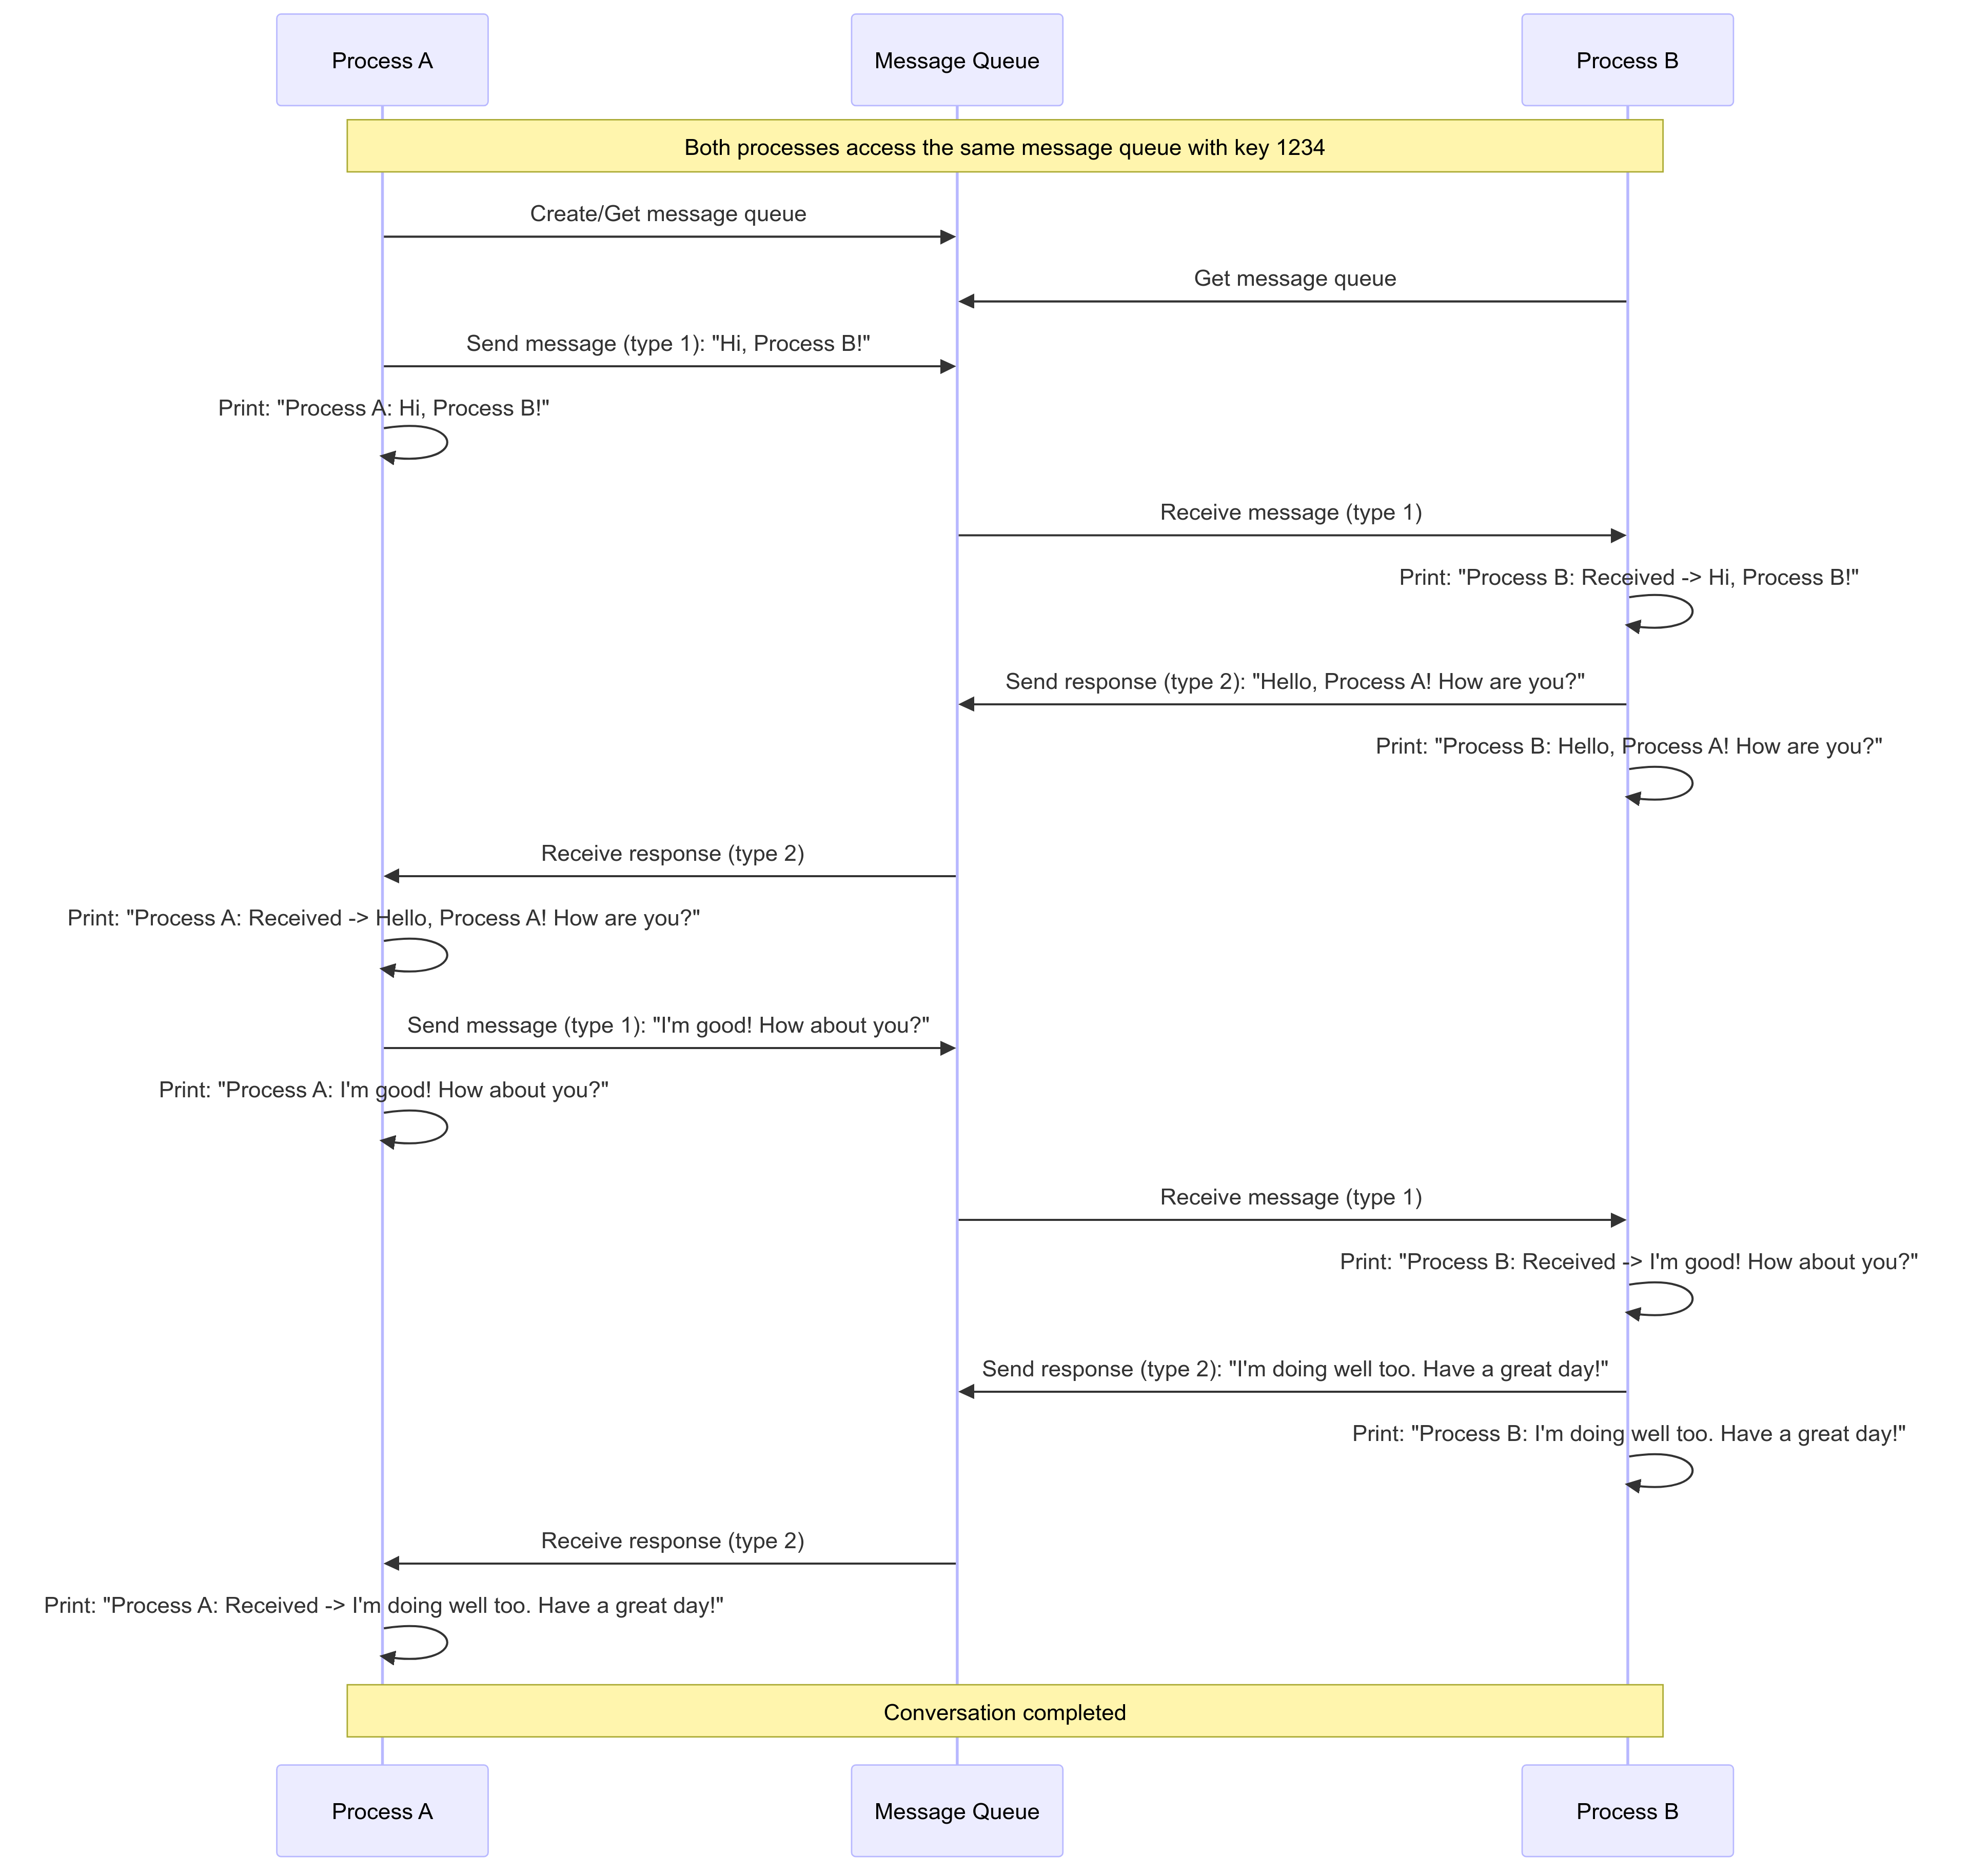 Process A
Message Queue
Process B
Both processes access the same message queue with key 1234
Create/Get message queue
Get message queue
Send message (type 1): "Hi, Process B!"
Print: "Process A: Hi, Process B!"
Receive message (type 1)
Print: "Process B: Received -> Hi, Process B!"
Send response (type 2): "Hello, Process A! How are you?"
Print: "Process B: Hello, Process A! How are you?"
Receive response (type 2)
Print: "Process A: Received -> Hello, Process A! How are you?"
Send message (type 1): "I'm good! How about you?"
Print: "Process A: I'm good! How about you?"
Receive message (type 1)
Print: "Process B: Received -> I'm good! How about you?"
Send response (type 2): "I'm doing well too. Have a great day!"
Print: "Process B: I'm doing well too. Have a great day!"
Receive response (type 2)
Print: "Process A: Received -> I'm doing well too. Have a great day!"
Conversation completed
Process A
Message Queue
Process B